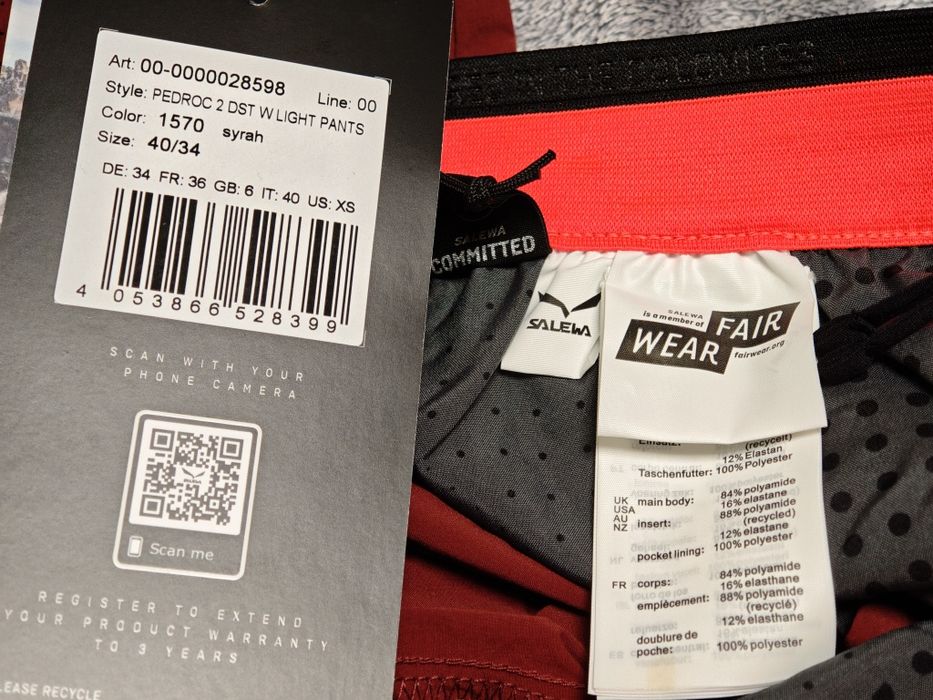 Art: 00-0000028598 Line: 00
Style: PEDROC 2 DST W LIGHT PANTS
Color: 1570 syrah
Size: 40/34
DE: 34 FR: 36 GB: 6 IT: 40 US: XS
4 053866 528399
SCAN WITH YOUR
PHONE CAMERA
SALEWA
Scan me
REGISTER TO EXTEND
YOUR PRODUCT WARRANTY
TO 3 YEARS
LEASE RECYCLE
SALEWA
COMMITTED
SALEWA
SALEWA
is a member of
FAIR
WEAR
fairwear.org
Einsatz: (recycelt)
12% Elastan
Taschenfutter: 100% Polyester
UK main body: 84% polyamide
USA 16% elastane
AU insert: 88% polyamide
NZ (recycled)
12% elastane
pocket lining: 100% polyester
FR corps: 84% polyamide
16% elasthane
emplècement: 88% polyamide
(recyclé)
12% elasthane
doublure de
poche: 100% polyester